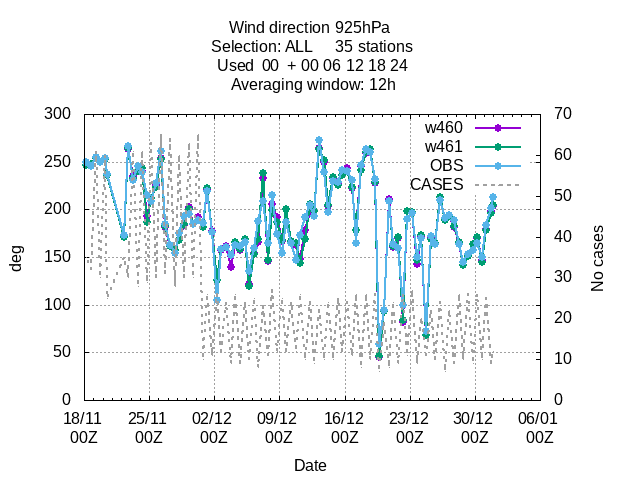 Wind direction 925hPa
Selection: ALL 35 stations
Used 00 + 00 06 12 18 24
Averaging window: 12h
300 70
w460
w461
OBS
CASES
250 60
200 50
150 40
100 30
50 20
0 10
0
deg
No cases
18/11 25/11 02/12 09/12 16/12 23/12 30/12 06/01
00Z 00Z 00Z 00Z 00Z 00Z 00Z 00Z
Date